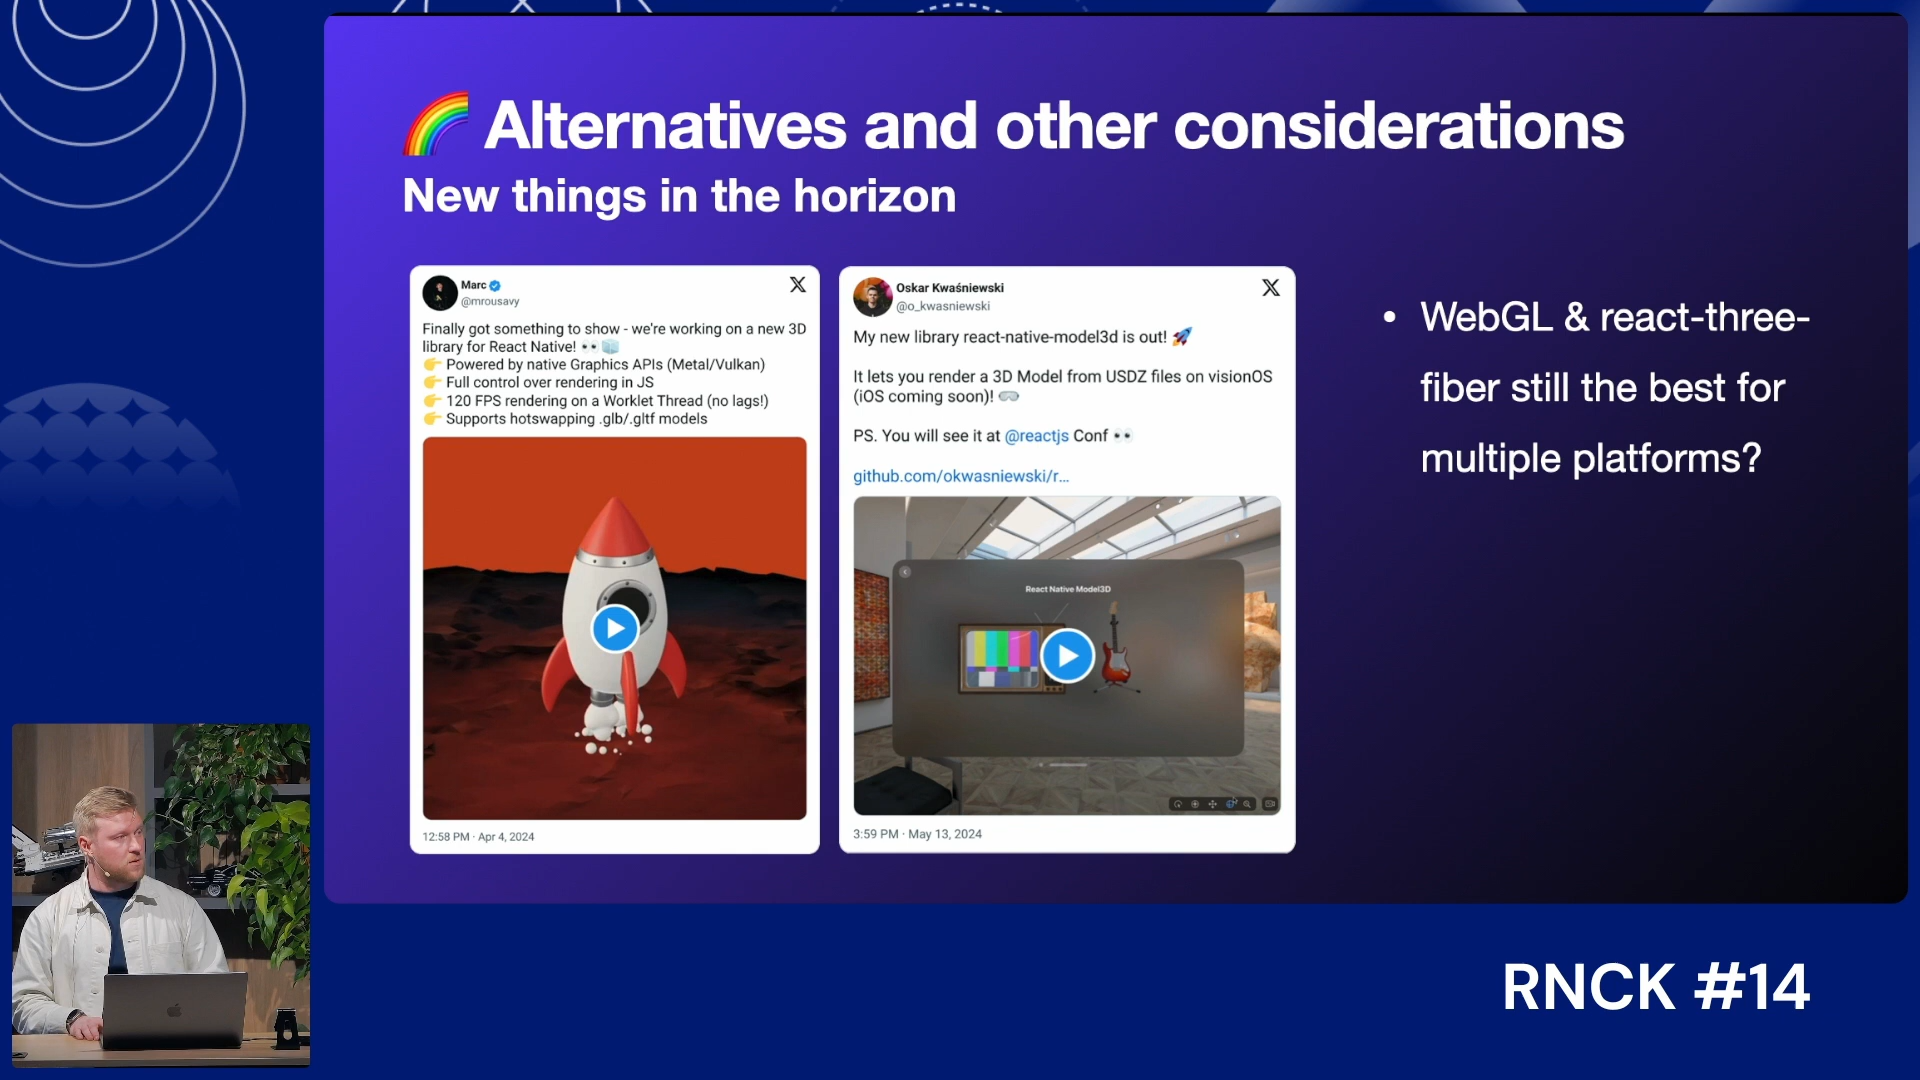 🌈 Alternatives and other considerations
New things in the horizon
Marc
@mrousavy
Finally got something to show - we're working on a new 3D
library for React Native! 👀🧊
👉 Powered by native Graphics APIs (Metal/Vulkan)
👉 Full control over rendering in JS
👉 120 FPS rendering on a Worklet Thread (no lags!)
👉 Supports hotswapping .glb/.gltf models
12:58 PM · Apr 4, 2024
Oskar Kwaśniewski
@o_kwasniewski
My new library react-native-model3d is out! 🚀
It lets you render a 3D Model from USDZ files on visionOS
(iOS coming soon)! 🥽
PS. You will see it at @reactjs Conf 👀
github.com/okwasniewski/r...
React Native Model3D
3:59 PM · May 13, 2024
• WebGL & react-three-
fiber still the best for
multiple platforms?
RNCK #14